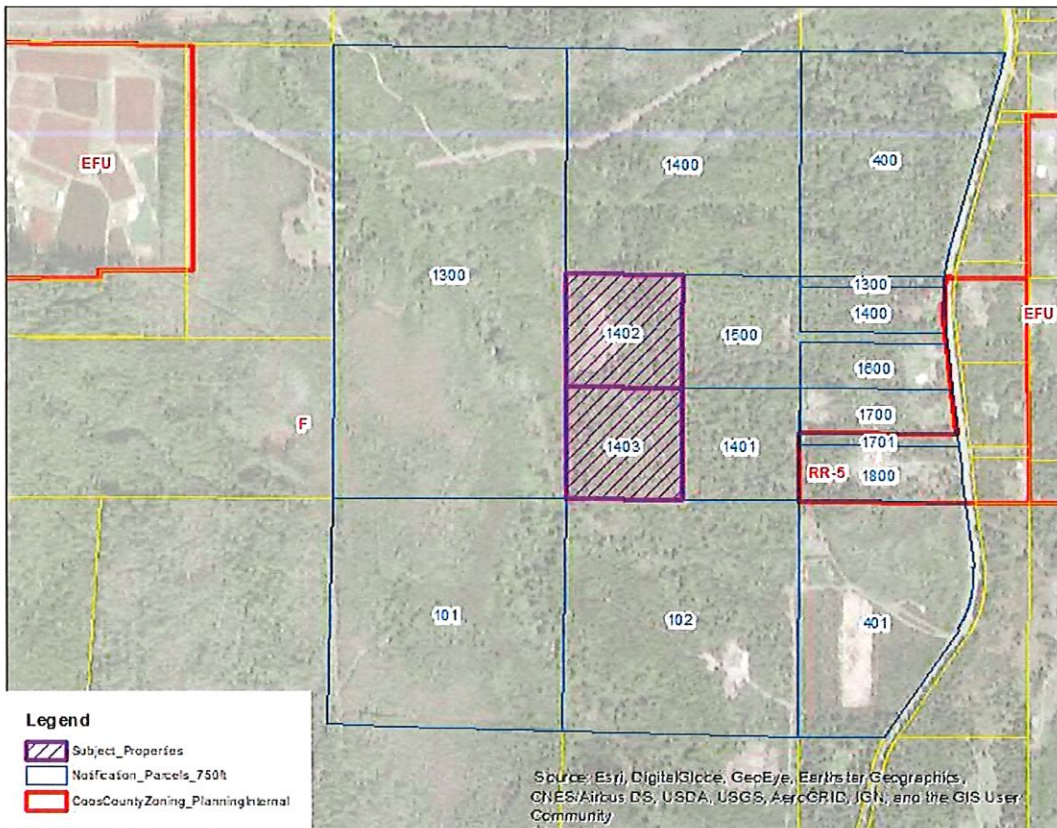 EFU
1400
400
1300
1300
1400
EFU
1402
1500
1600
F
1700
1403
1401
1701
RR-5
1800
101
102
401
Legend
Subject_Properties
Notification_Parcels_750ft
CoosCountyZoning_PlanningInternal
Source: Esri, DigitalGlobe, GeoEye, Earthstar Geographics,
CNES/Airbus DS, USDA, USGS, AeroGRID, IGN, and the GIS User
Community